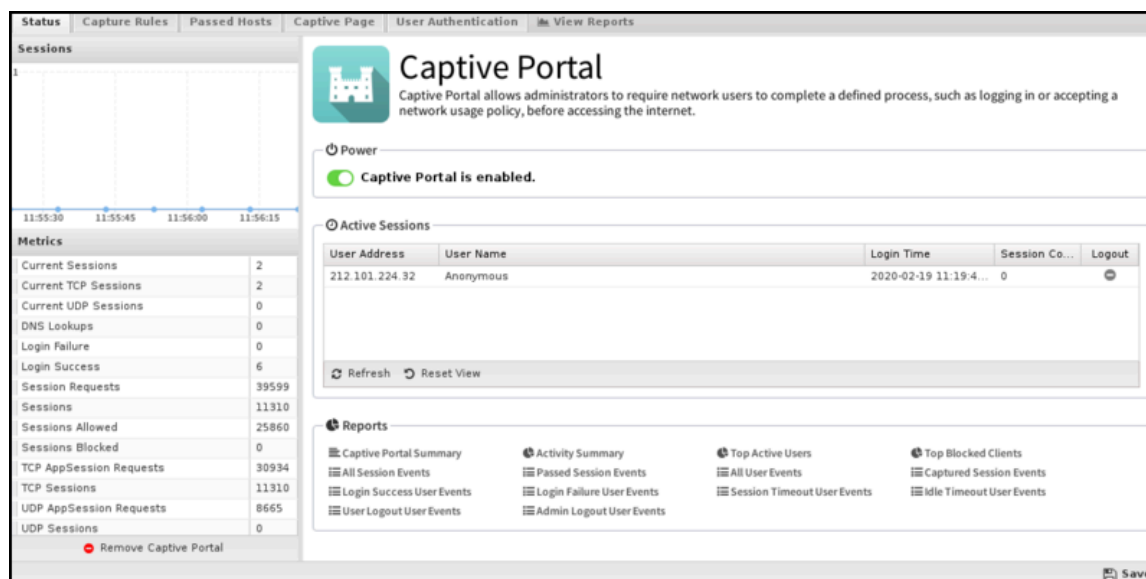 Status Capture Rules Passed Hosts Captive Page User Authentication View Reports
Sessions
1
11:55:30 11:55:45 11:56:00 11:56:15
Metrics
Current Sessions 2
Current TCP Sessions 2
Current UDP Sessions 0
DNS Lookups 0
Login Failure 0
Login Success 6
Session Requests 39599
Sessions 11310
Sessions Allowed 25860
Sessions Blocked 0
TCP AppSession Requests 30934
TCP Sessions 11310
UDP AppSession Requests 8665
UDP Sessions 0
Remove Captive Portal
Captive Portal
Captive Portal allows administrators to require network users to complete a defined process, such as logging in or accepting a
network usage policy, before accessing the internet.
Power
Captive Portal is enabled.
Active Sessions
User Address User Name Login Time Session Co... Logout
212.101.224.32 Anonymous 2020-02-19 11:19:4... 0
Refresh Reset View
Reports
Captive Portal Summary Activity Summary Top Active Users Top Blocked Clients
All Session Events Passed Session Events All User Events Captured Session Events
Login Success User Events Login Failure User Events Session Timeout User Events Idle Timeout User Events
User Logout User Events Admin Logout User Events